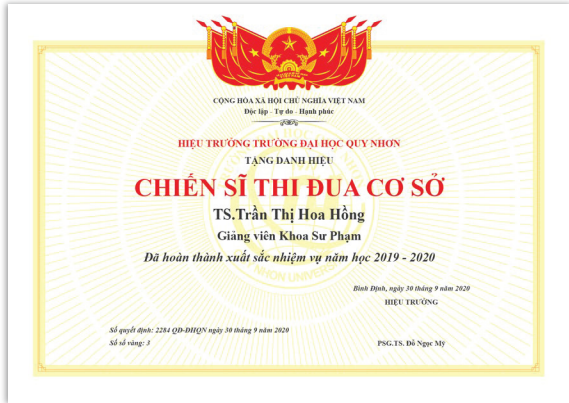 CỘNG HÒA XÃ HỘI CHỦ NGHĨA VIỆT NAM
Độc lập - Tự do - Hạnh phúc
HIỆU TRƯỞNG TRƯỜNG ĐẠI HỌC QUY NHƠN
TẶNG DANH HIỆU
CHIẾN SĨ THI ĐUA CƠ SỞ
TS.Trần Thị Hoa Hồng
Giảng viên Khoa Sư Phạm
Đã hoàn thành xuất sắc nhiệm vụ năm học 2019 - 2020
NHON UNIVERS
Bình Định, ngày 30 tháng 9 năm 2020
HIỆU TRƯỞNG
Số quyết định: 2284 QĐ-ĐHQN ngày 30 tháng 9 năm 2020
Số sổ vàng: 3
PSG.TS. Đỗ Ngọc Mỹ